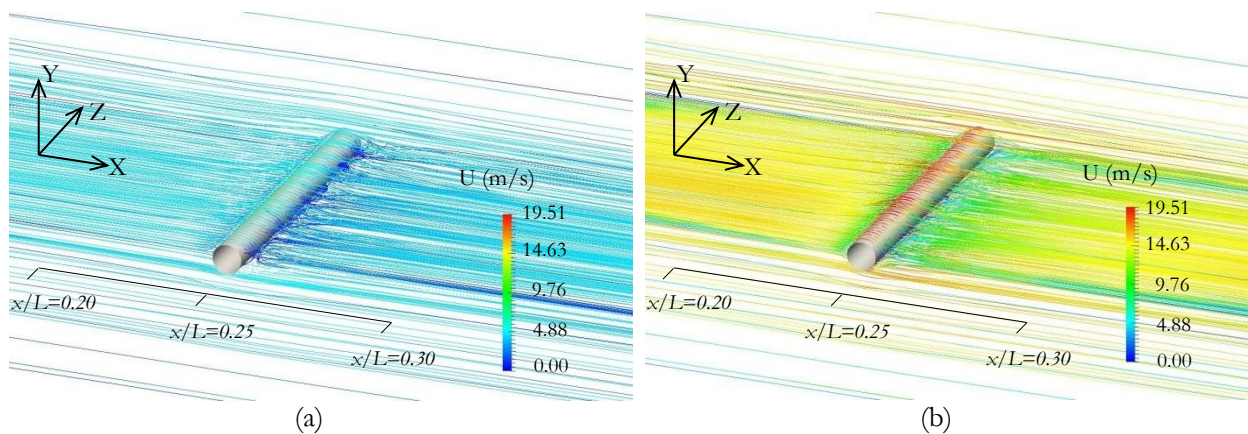 Y
Z
X
U (m/s)
19.51
14.63
9.76
4.88
0.00
x/L=0.20
x/L=0.25
x/L=0.30
(a)
Y
Z
X
U (m/s)
19.51
14.63
9.76
4.88
0.00
x/L=0.20
x/L=0.25
x/L=0.30
(b)